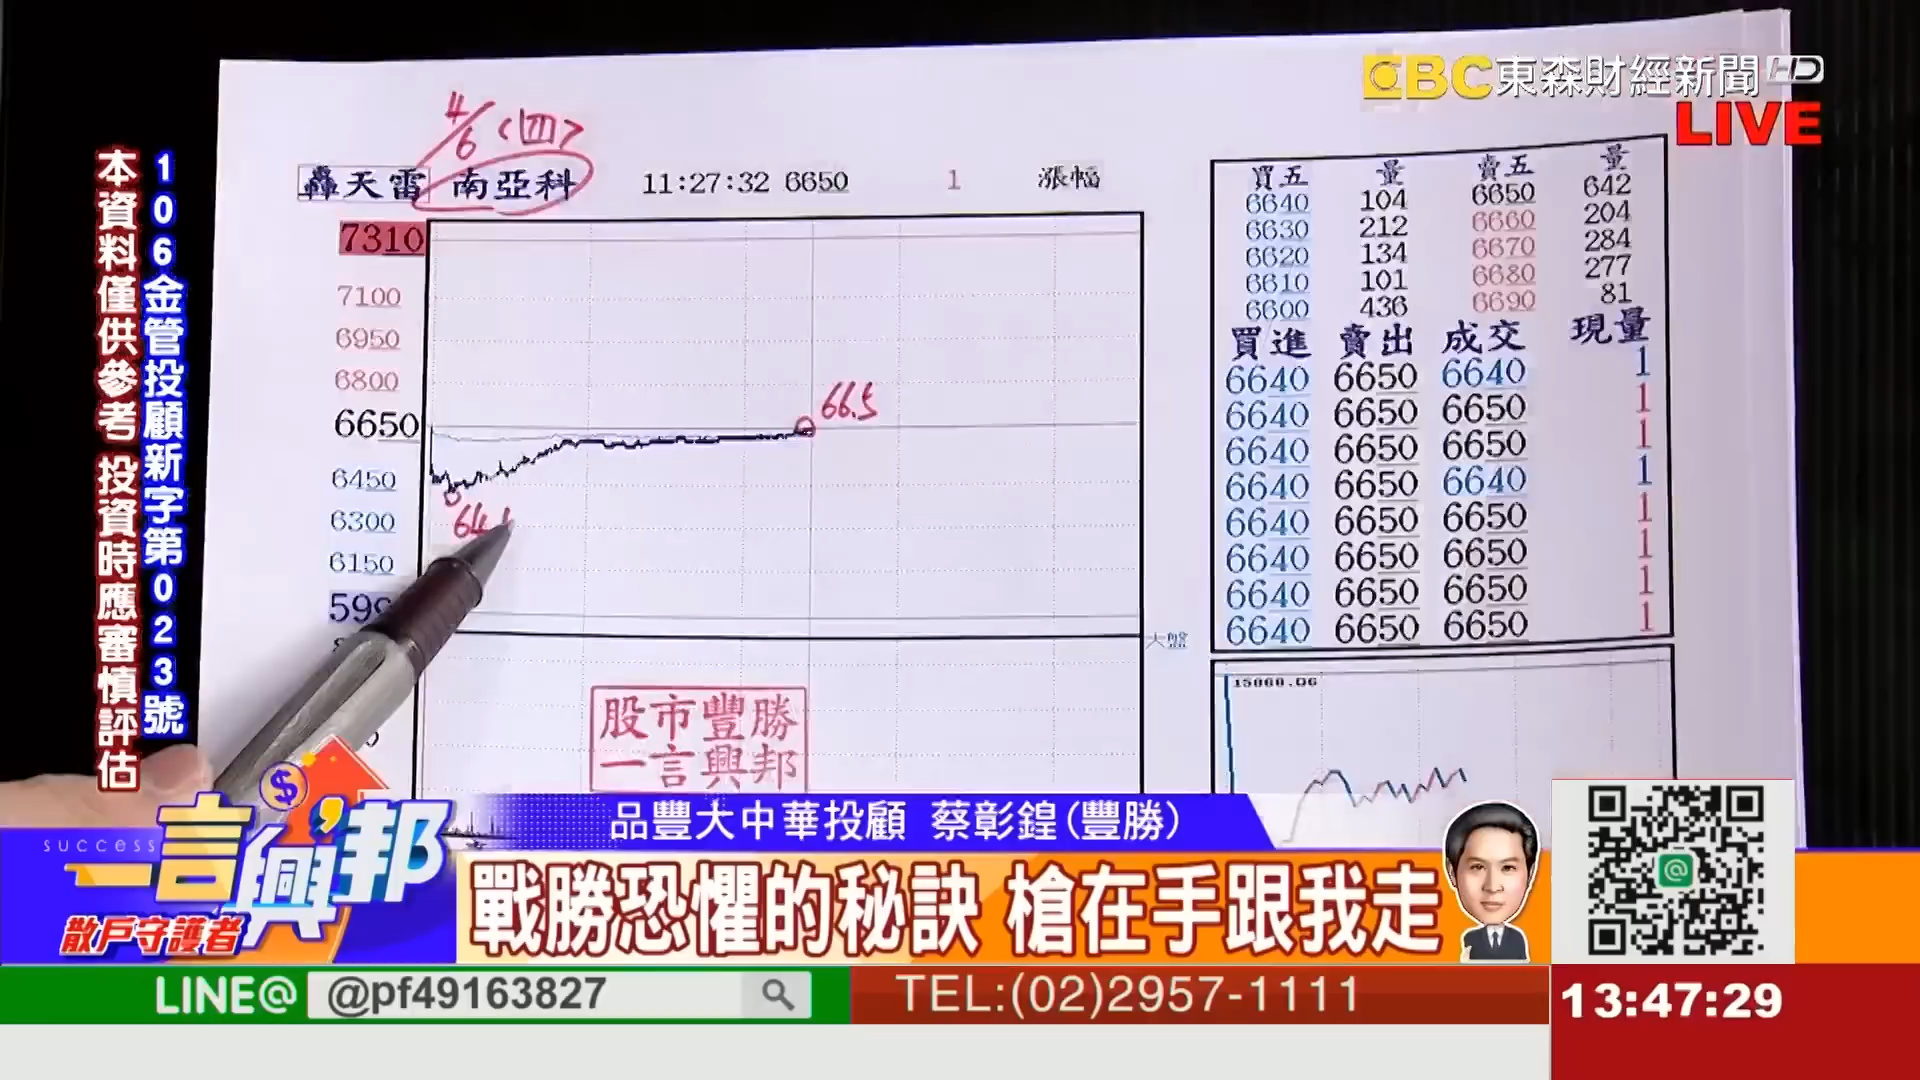 EBC東森財經新聞HD
LIVE
106金管投顧新字第023號
本資料僅供參考 投資時應審慎評估
4/6(四)
轟天雷 南亞科 11:27:32 6650 1 漲幅
7310
7100
6950
6800
6650
6450
6300
6150
66.5
買五 量 賣五 量
6640 104 6650 642
6630 212 6660 204
6620 134 6670 284
6610 101 6680 277
6600 436 6690 81
買進 賣出 成交 現量
6640 6650 6640 1
6640 6650 6650 1
6640 6650 6650 1
6640 6650 6640 1
6640 6650 6650 1
6640 6650 6650 1
6640 6650 6650 1
6640 6650 6650 1
大盤
15868.06
股市豐勝
一言興邦
success
一言興邦
散戶守護者
品豐大中華投顧 蔡彰鍠(豐勝)
戰勝恐懼的秘訣 槍在手跟我走
LINE@ @pf49163827
TEL:(02)2957-1111
13:47:29